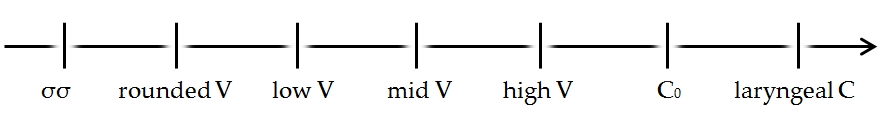 σσ rounded V low V mid V high V C₀ laryngeal C